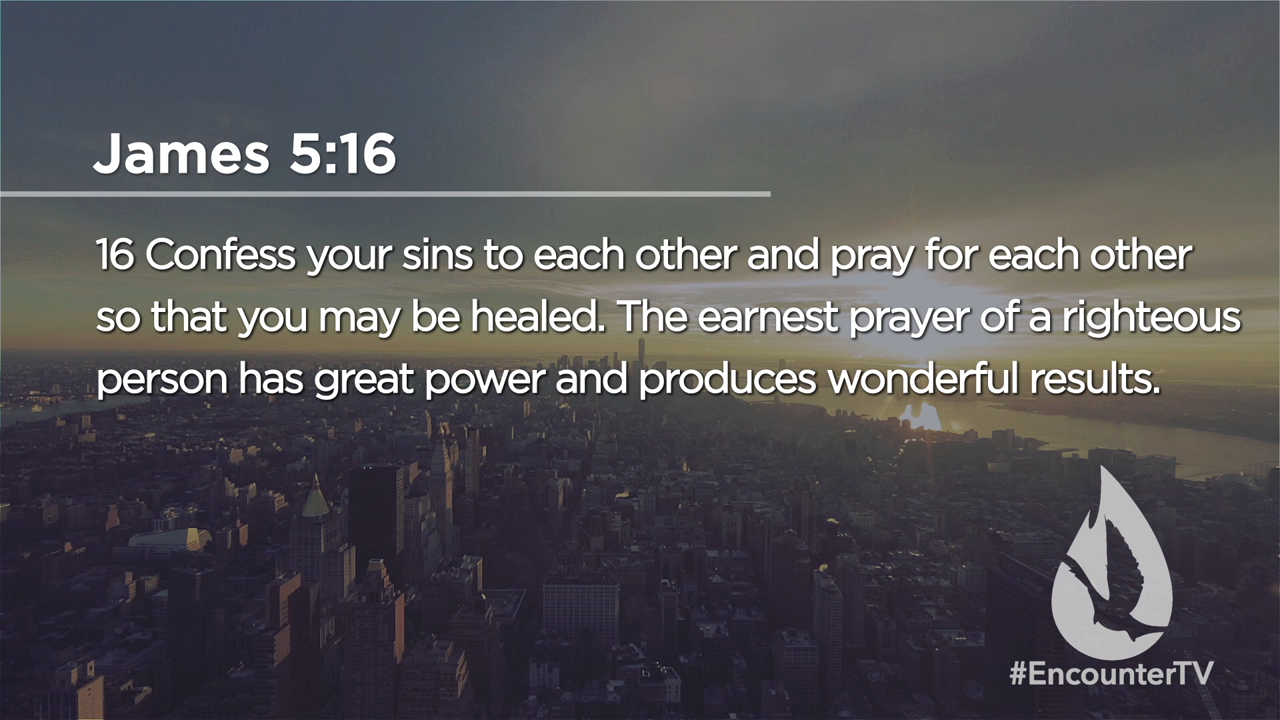 James 5:16
16 Confess your sins to each other and pray for each other
so that you may be healed. The earnest prayer of a righteous
person has great power and produces wonderful results.
#EncounterTV